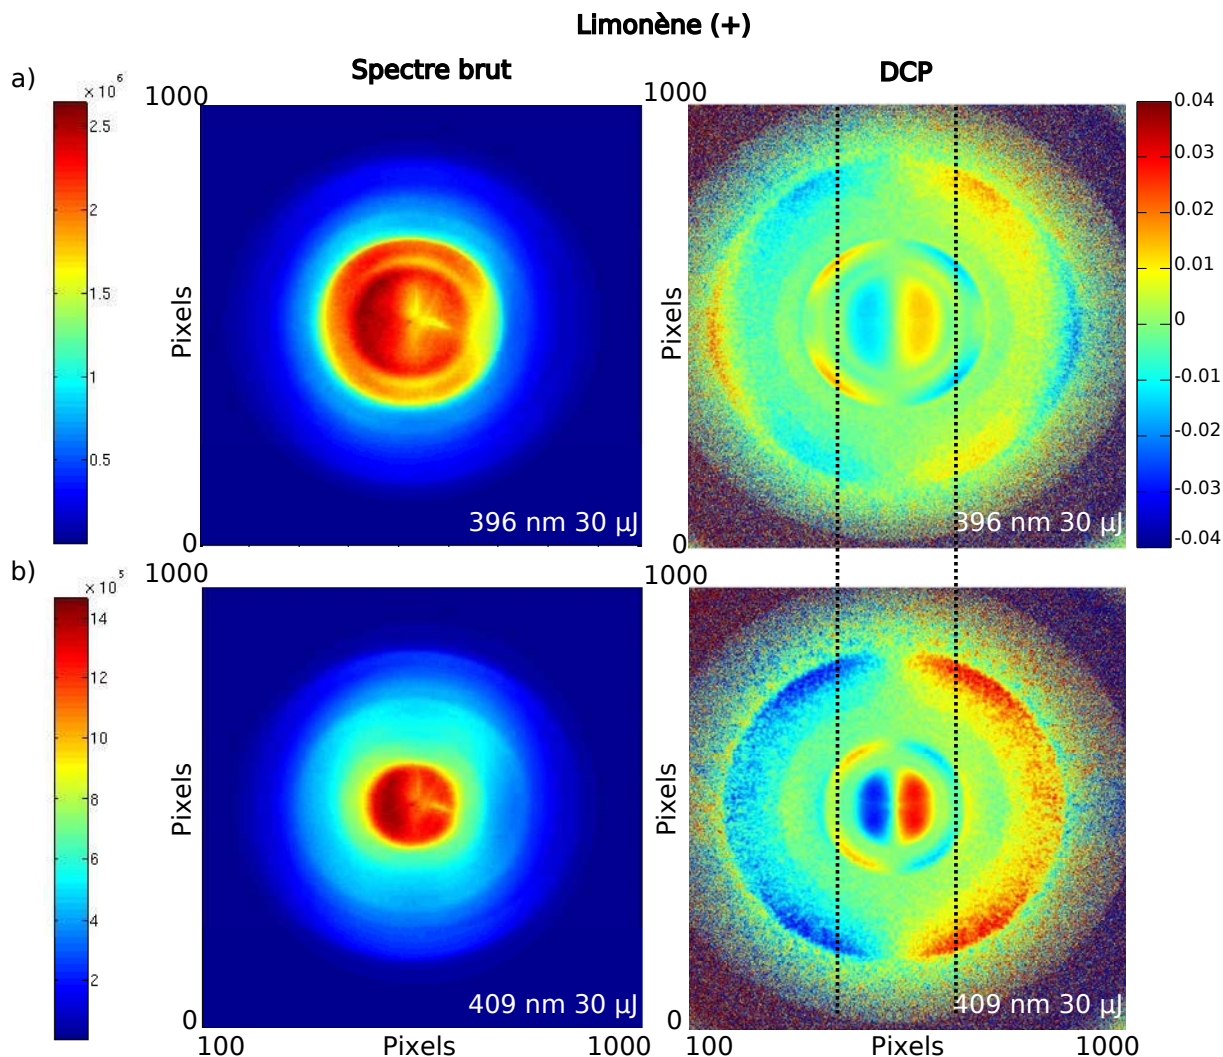 Limonène (+)
Spectre brut
DCP
a)
× 10⁶
2.5
2
1.5
1
0.5
1000
Pixels
0
396 nm 30 µJ
1000
Pixels
0
396 nm 30 µJ
0.04
0.03
0.02
0.01
0
-0.01
-0.02
-0.03
-0.04
b)
× 10⁵
14
12
10
8
6
4
2
1000
Pixels
0
409 nm 30 µJ
100 Pixels 1000
1000
Pixels
0
409 nm 30 µJ
100 Pixels 1000